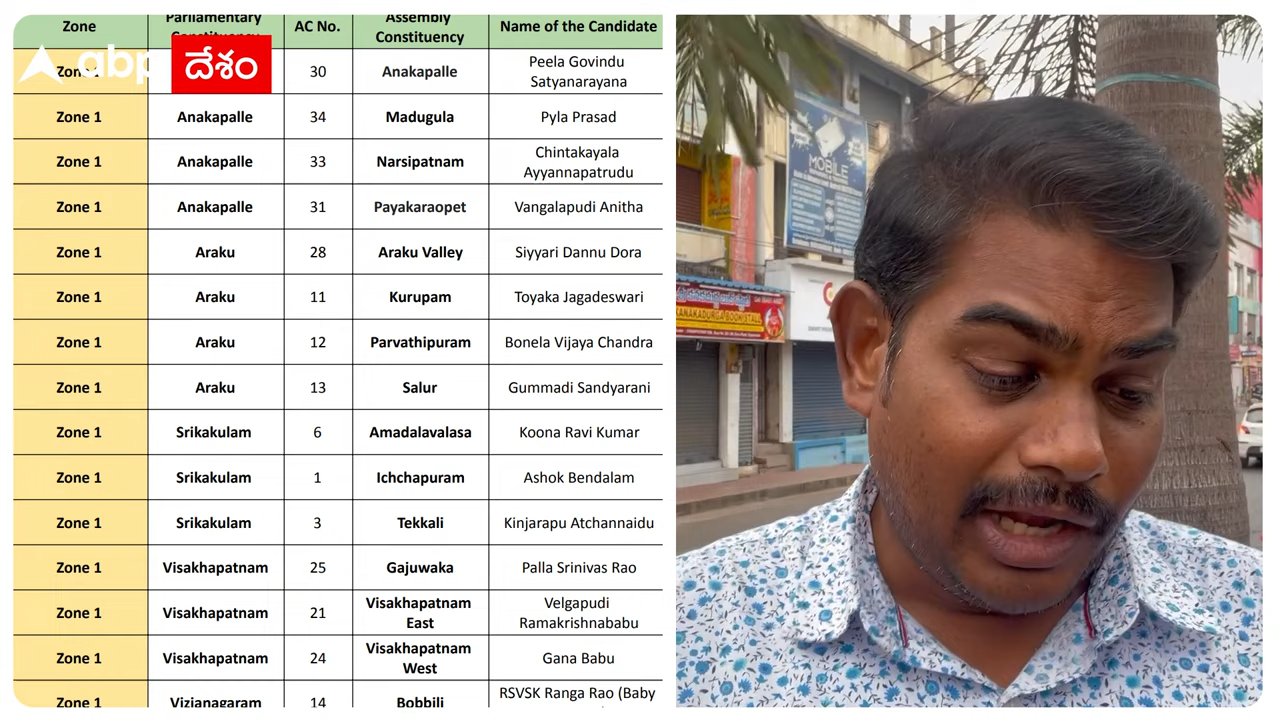 Zone Parliamentary Constituency AC No. Assembly Constituency Name of the Candidate
abp దేశం
Zone 1 30 Anakapalle Peela Govindu Satyanarayana
Zone 1 Anakapalle 34 Madugula Pyla Prasad
Zone 1 Anakapalle 33 Narsipatnam Chintakayala Ayyannapatrudu
Zone 1 Anakapalle 31 Payakaraopet Vangalapudi Anitha
Zone 1 Araku 28 Araku Valley Siyyari Dannu Dora
Zone 1 Araku 11 Kurupam Toyaka Jagadeswari
Zone 1 Araku 12 Parvathipuram Bonela Vijaya Chandra
Zone 1 Araku 13 Salur Gummadi Sandyarani
Zone 1 Srikakulam 6 Amadalavalasa Koona Ravi Kumar
Zone 1 Srikakulam 1 Ichchapuram Ashok Bendalam
Zone 1 Srikakulam 3 Tekkali Kinjarapu Atchannaidu
Zone 1 Visakhapatnam 25 Gajuwaka Palla Srinivas Rao
Zone 1 Visakhapatnam 21 Visakhapatnam East Velgapudi Ramakrishnababu
Zone 1 Visakhapatnam 24 Visakhapatnam West Gana Babu
Zone 1 Vizianagaram 14 Bobbili RSVSK Ranga Rao (Baby
MOBILE
KANAKADURGA BOOK STALL